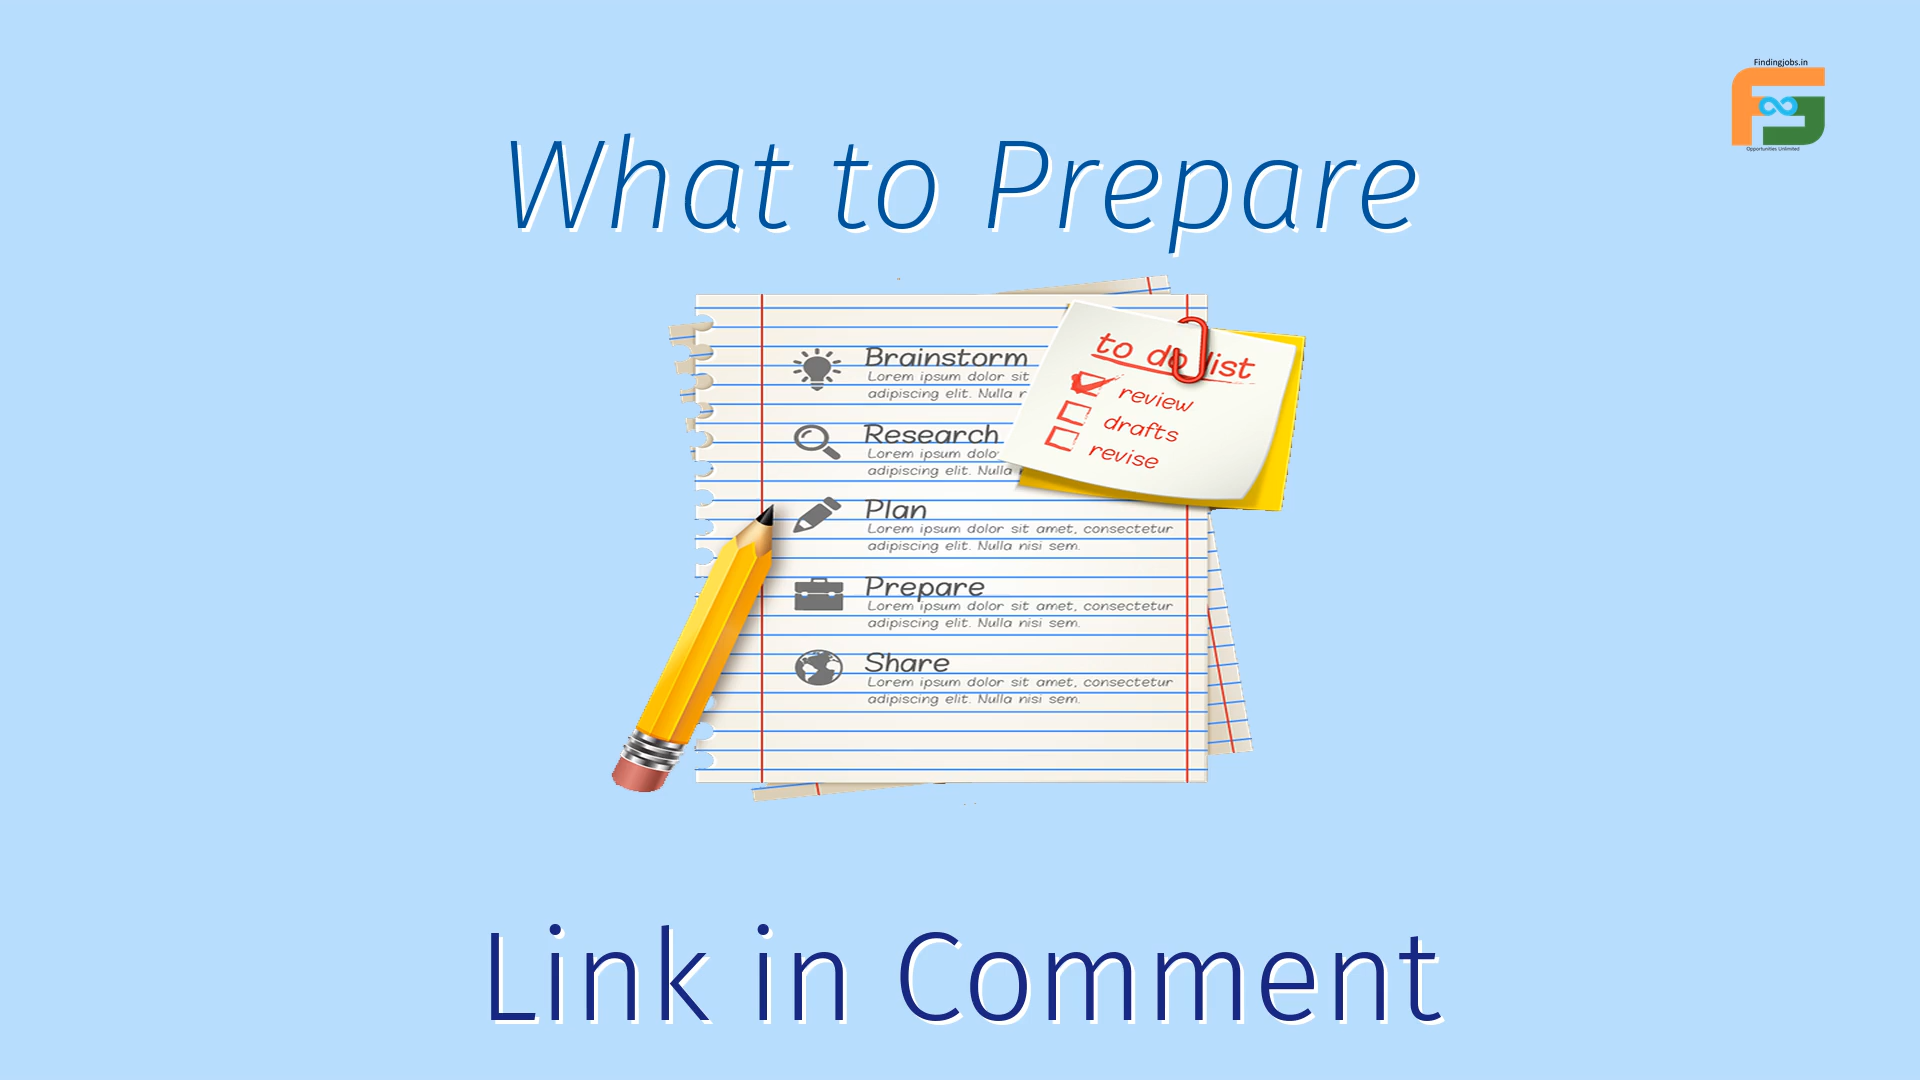 Findingjobs.in
Opportunities Unlimited
What to Prepare
Brainstorm
Lorem ipsum dolor sit
adipiscing elit. Nulla
to do list
review
drafts
revise
Research
Lorem ipsum
adipiscing elit. Nulla
Plan
Lorem ipsum dolor sit amet, consectetur
adipiscing elit. Nulla nisi sem.
Prepare
Lorem ipsum dolor sit amet, consectetur
adipiscing elit. Nulla nisi sem.
Share
Lorem ipsum dolor sit amet, consectetur
adipiscing elit. Nulla nisi sem.
Link in Comment